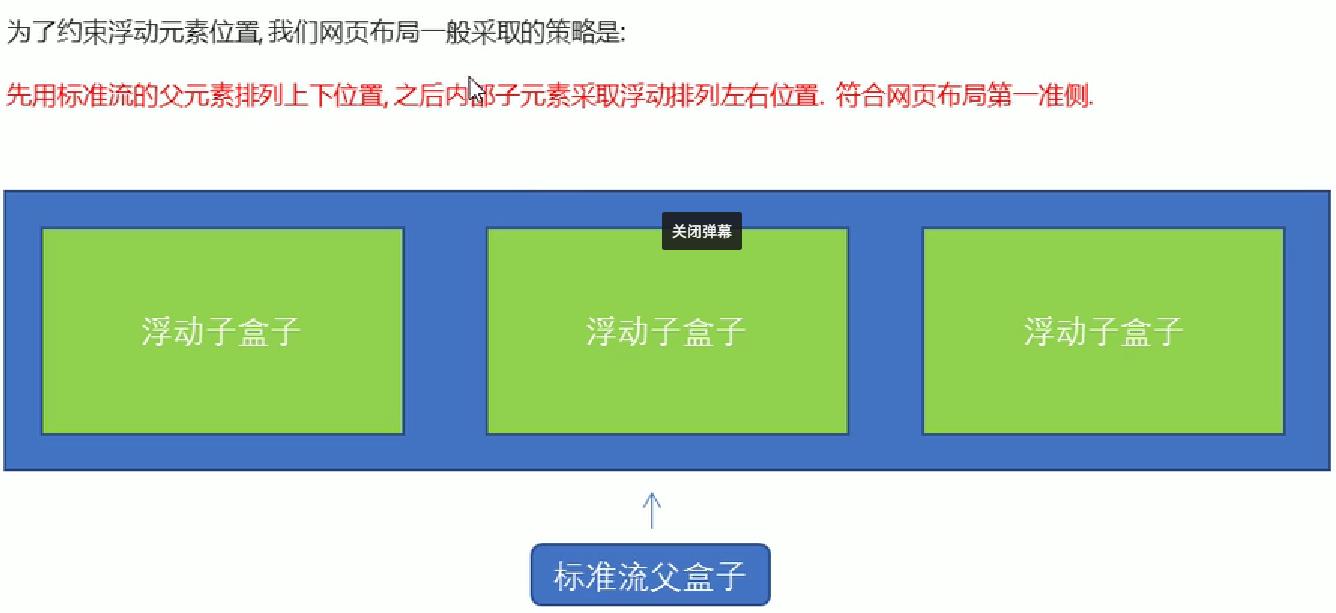 为了约束浮动元素位置, 我们网页布局一般采取的策略是:
先用标准流的父元素排列上下位置, 之后内部子元素采取浮动排列左右位置. 符合网页布局第一准侧.
关闭弹幕
浮动子盒子 浮动子盒子 浮动子盒子
标准流父盒子